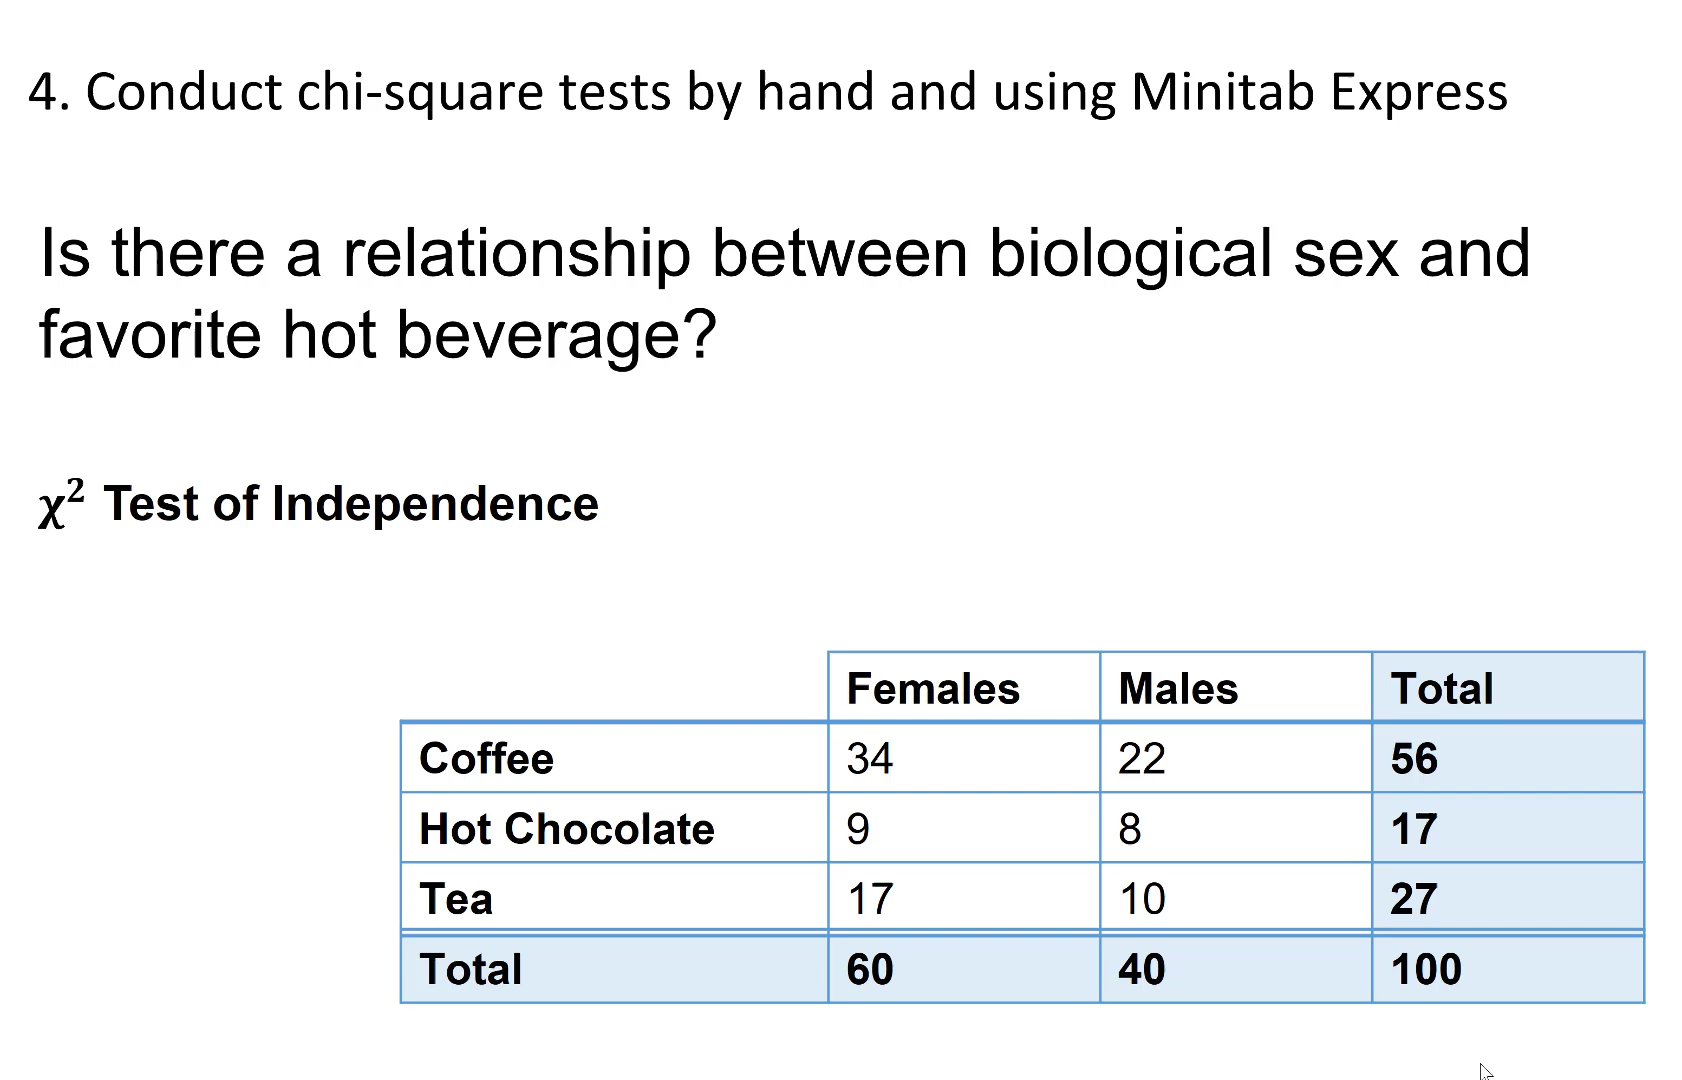 4. Conduct chi-square tests by hand and using Minitab Express
Is there a relationship between biological sex and
favorite hot beverage?
χ² Test of Independence
Females Males Total
Coffee 34 22 56
Hot Chocolate 9 8 17
Tea 17 10 27
Total 60 40 100